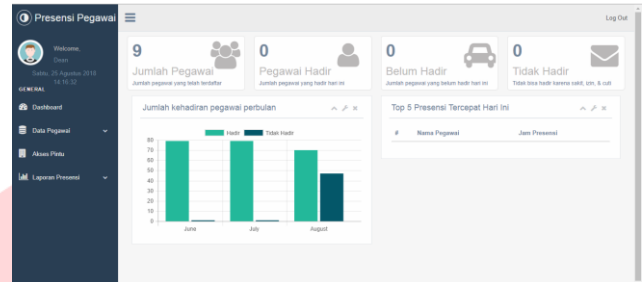 Presensi Pegawai
Log Out
Welcome,
Dean
Sabtu, 25 Agustus 2018
14:16:32
GENERAL
Dashboard
Data Pegawai
Akses Pintu
Laporan Presensi
9
Jumlah Pegawai
Jumlah pegawai yang telah terdaftar
0
Pegawai Hadir
Jumlah pegawai yang hadir hari ini
0
Belum Hadir
Jumlah pegawai yang belum hadir hari ini
0
Tidak Hadir
Tidak bisa hadir karena sakit, izin, & cuti
Jumlah kehadiran pegawai perbulan
Hadir
Tidak Hadir
80
70
60
50
40
30
20
10
0
June
July
August
Top 5 Presensi Tercepat Hari Ini
# Nama Pegawai Jam Presensi